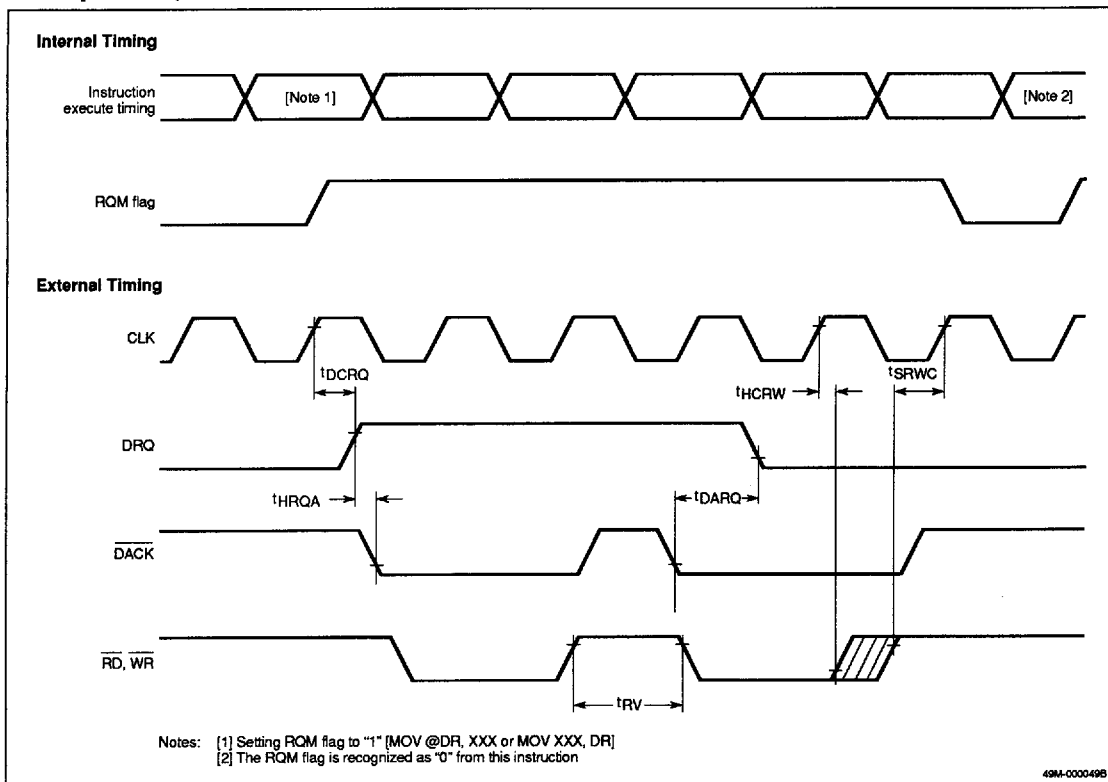 Internal Timing
Instruction
execute timing
[Note 1]
[Note 2]
RQM flag
External Timing
CLK
tDCRQ
tHCRW
tSRWC
DRQ
tHRQA
tDARQ
DACK
RD, WR
tRV
Notes: [1] Setting RQM flag to "1" [MOV @DR, XXX or MOV XXX, DR]
[2] The RQM flag is recognized as "0" from this instruction
49M-000049B